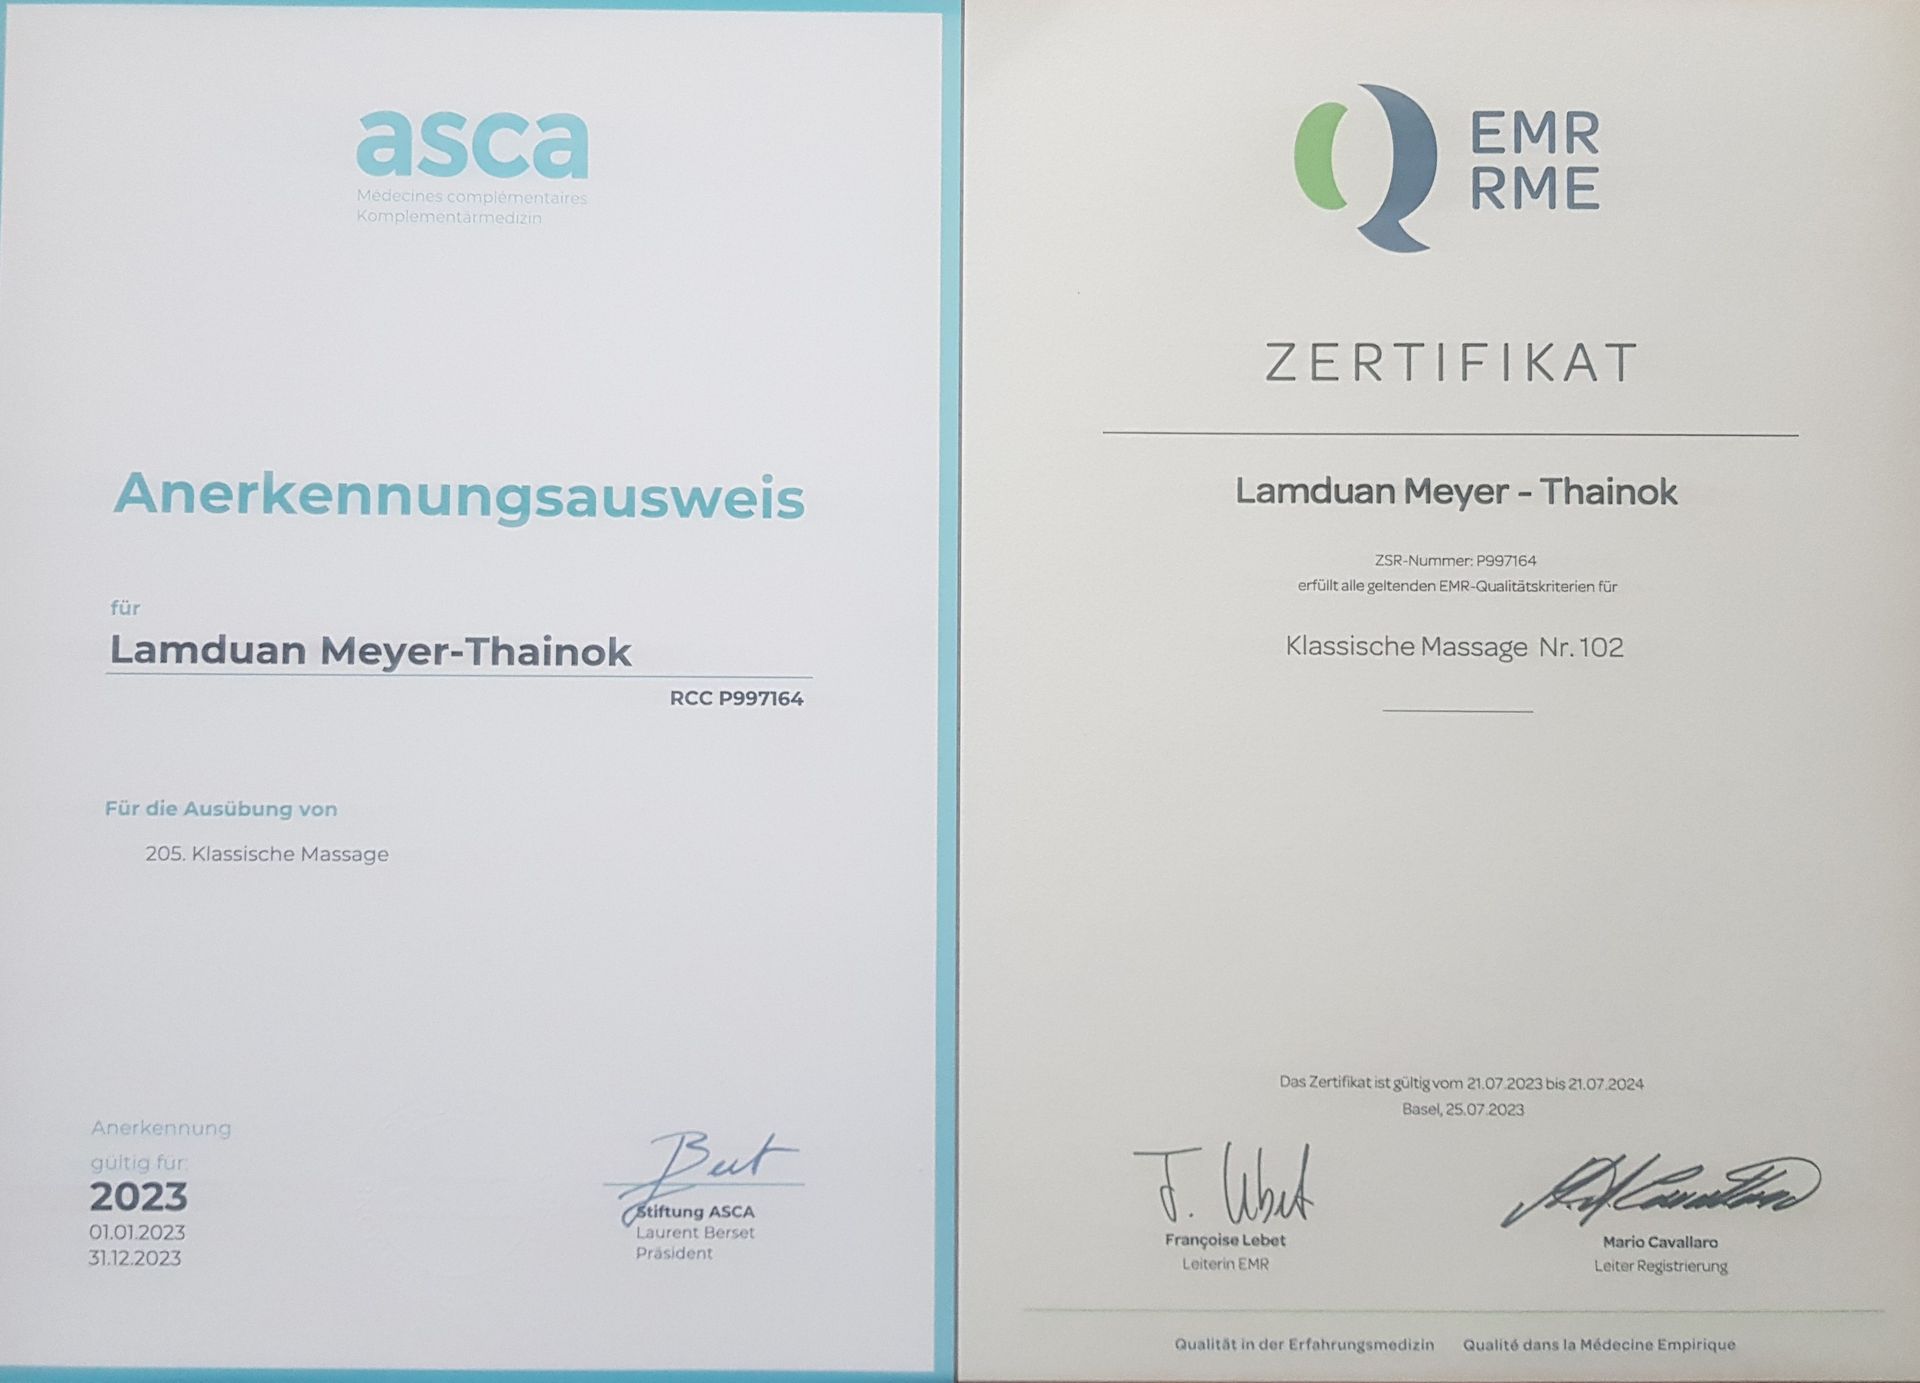 asca
Médecines complémentaires
Komplementärmedizin
Anerkennungsausweis
für
Lamduan Meyer-Thainok
RCC P997164
Für die Ausübung von
205. Klassische Massage
Anerkennung
gültig für:
2023
01.01.2023
31.12.2023
Stiftung ASCA
Laurent Berset
Präsident
EMR
RME
ZERTIFIKAT
Lamduan Meyer - Thainok
ZSR-Nummer: P997164
erfüllt alle geltenden EMR-Qualitätskriterien für
Klassische Massage Nr. 102
Das Zertifikat ist gültig vom 21.07.2023 bis 21.07.2024
Basel, 25.07.2023
F. Lebet
Françoise Lebet
Leiterin EMR
Mario Cavallaro
Leiter Registrierung
Qualität in der Erfahrungsmedizin Qualité dans la Médecine Empirique